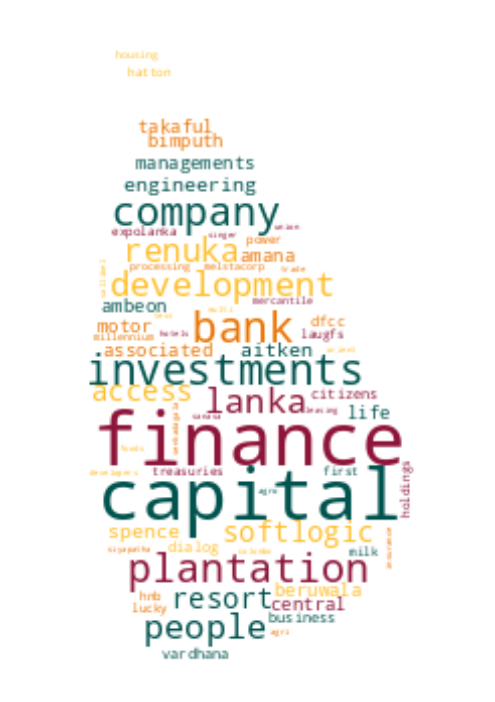 housing
hatton
takaful
bimputh
managements
engineering
company
expolanka singer union
renuka amana power
processing melstacorp trade
development
mercantile
ambeon
bank dfcc
motor
millennium hotels laugfs
associated aitken
investments
access
lanka citizens
leasing
life
finance
developers treasuries first
holdings
capital
agro
spence softlogic
siyapatha dialog colombo milk
insurance
plantation
beruwala
hnb resort
lucky central
business
people agri
vardhana